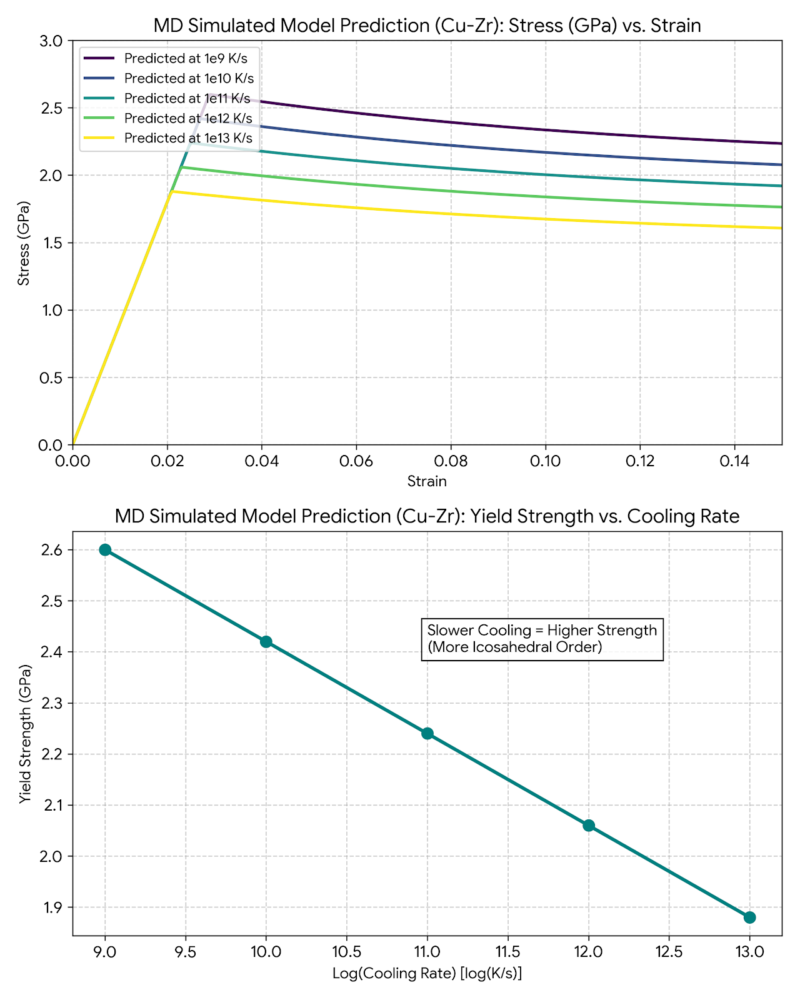 MD Simulated Model Prediction (Cu-Zr): Stress (GPa) vs. Strain
3.0
2.5
2.0
1.5
1.0
0.5
0.0
Stress (GPa)
Predicted at 1e9 K/s
Predicted at 1e10 K/s
Predicted at 1e11 K/s
Predicted at 1e12 K/s
Predicted at 1e13 K/s
0.00 0.02 0.04 0.06 0.08 0.10 0.12 0.14
Strain
MD Simulated Model Prediction (Cu-Zr): Yield Strength vs. Cooling Rate
2.6
2.5
2.4
2.3
2.2
2.1
2.0
1.9
Yield Strength (GPa)
Slower Cooling = Higher Strength
(More Icosahedral Order)
9.0 9.5 10.0 10.5 11.0 11.5 12.0 12.5 13.0
Log(Cooling Rate) [log(K/s)]